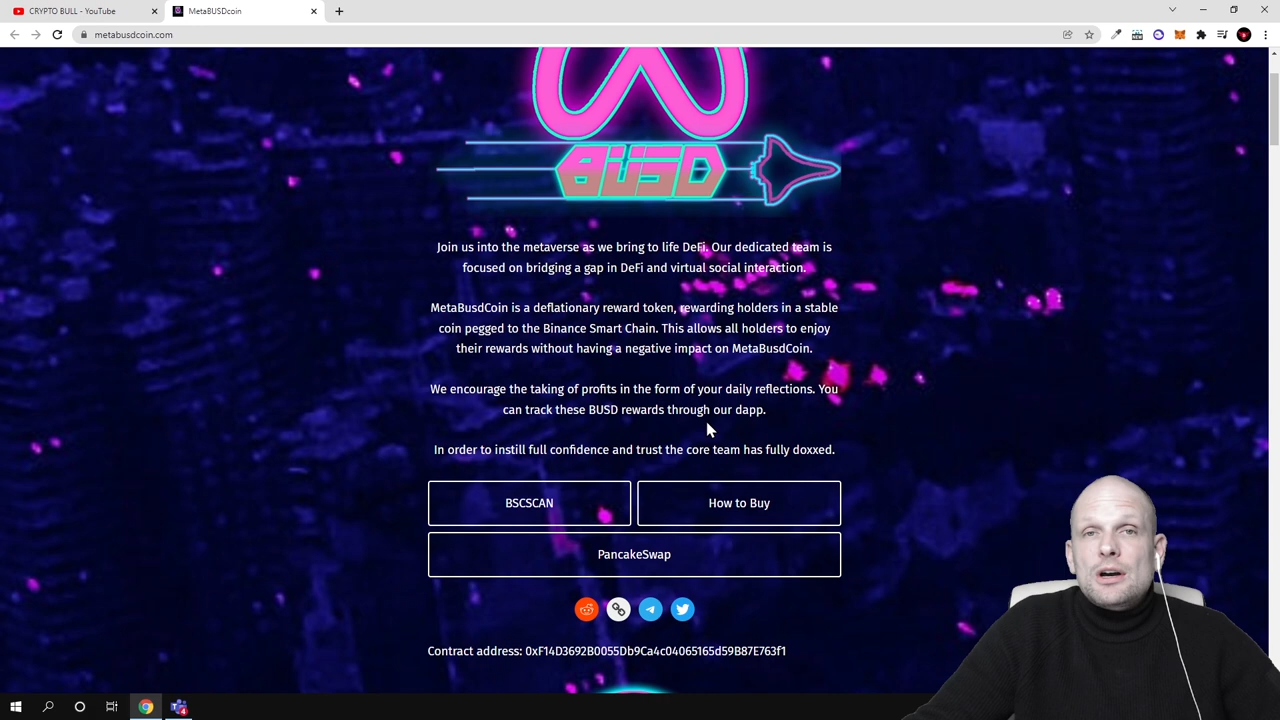 CRYPTO BULL - YouTube
MetaBUSDcoin
metabusdcoin.com
BUSD
Join us into the metaverse as we bring to life DeFi. Our dedicated team is
focused on bridging a gap in DeFi and virtual social interaction.
MetaBusdCoin is a deflationary reward token, rewarding holders in a stable
coin pegged to the Binance Smart Chain. This allows all holders to enjoy
their rewards without having a negative impact on MetaBusdCoin.
We encourage the taking of profits in the form of your daily reflections. You
can track these BUSD rewards through our dapp.
In order to instill full confidence and trust the core team has fully doxxed.
BSCSCAN
How to Buy
PancakeSwap
Contract address: 0xF14D3692B0055Db9Ca4c04065165d59B87E763f1
4